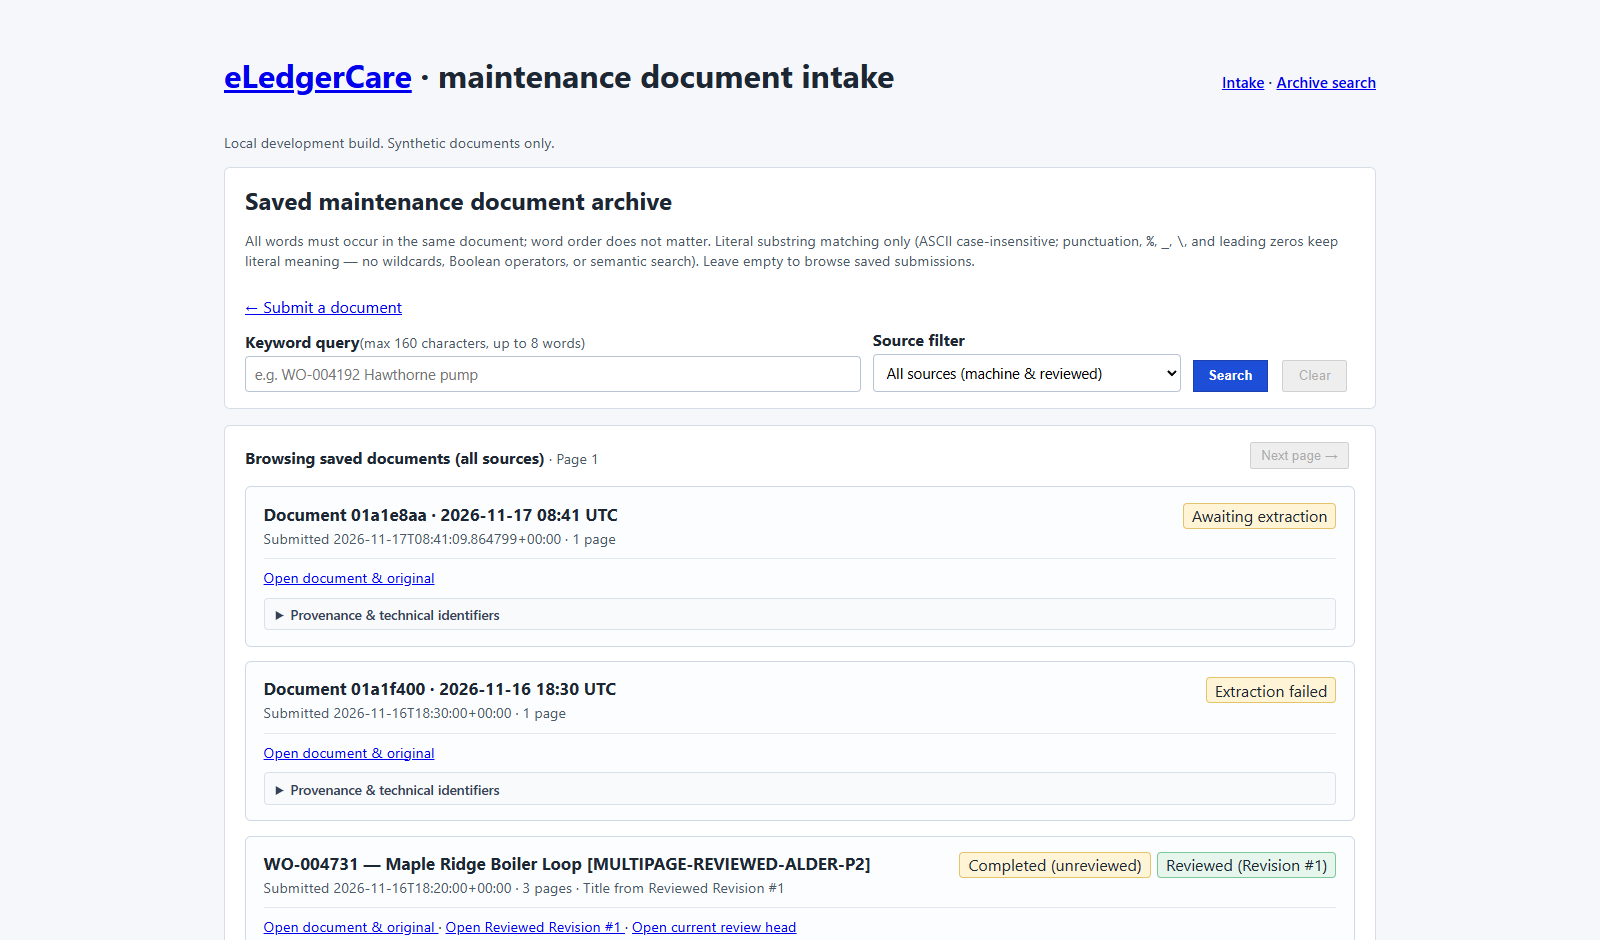 eLedgerCare · maintenance document intake
Intake · Archive search
Local development build. Synthetic documents only.
Saved maintenance document archive
All words must occur in the same document; word order does not matter. Literal substring matching only (ASCII case-insensitive; punctuation, %, _, \, and leading zeros keep
literal meaning — no wildcards, Boolean operators, or semantic search). Leave empty to browse saved submissions.
← Submit a document
Keyword query(max 160 characters, up to 8 words)
Source filter
e.g. WO-004192 Hawthorne pump
All sources (machine & reviewed)
Search
Clear
Browsing saved documents (all sources) · Page 1
Next page →
Document 01a1e8aa · 2026-11-17 08:41 UTC
Awaiting extraction
Submitted 2026-11-17T08:41:09.864799+00:00 · 1 page
Open document & original
▶ Provenance & technical identifiers
Document 01a1f400 · 2026-11-16 18:30 UTC
Extraction failed
Submitted 2026-11-16T18:30:00+00:00 · 1 page
Open document & original
▶ Provenance & technical identifiers
WO-004731 — Maple Ridge Boiler Loop [MULTIPAGE-REVIEWED-ALDER-P2]
Completed (unreviewed)
Reviewed (Revision #1)
Submitted 2026-11-16T18:20:00+00:00 · 3 pages · Title from Reviewed Revision #1
Open document & original · Open Reviewed Revision #1 · Open current review head